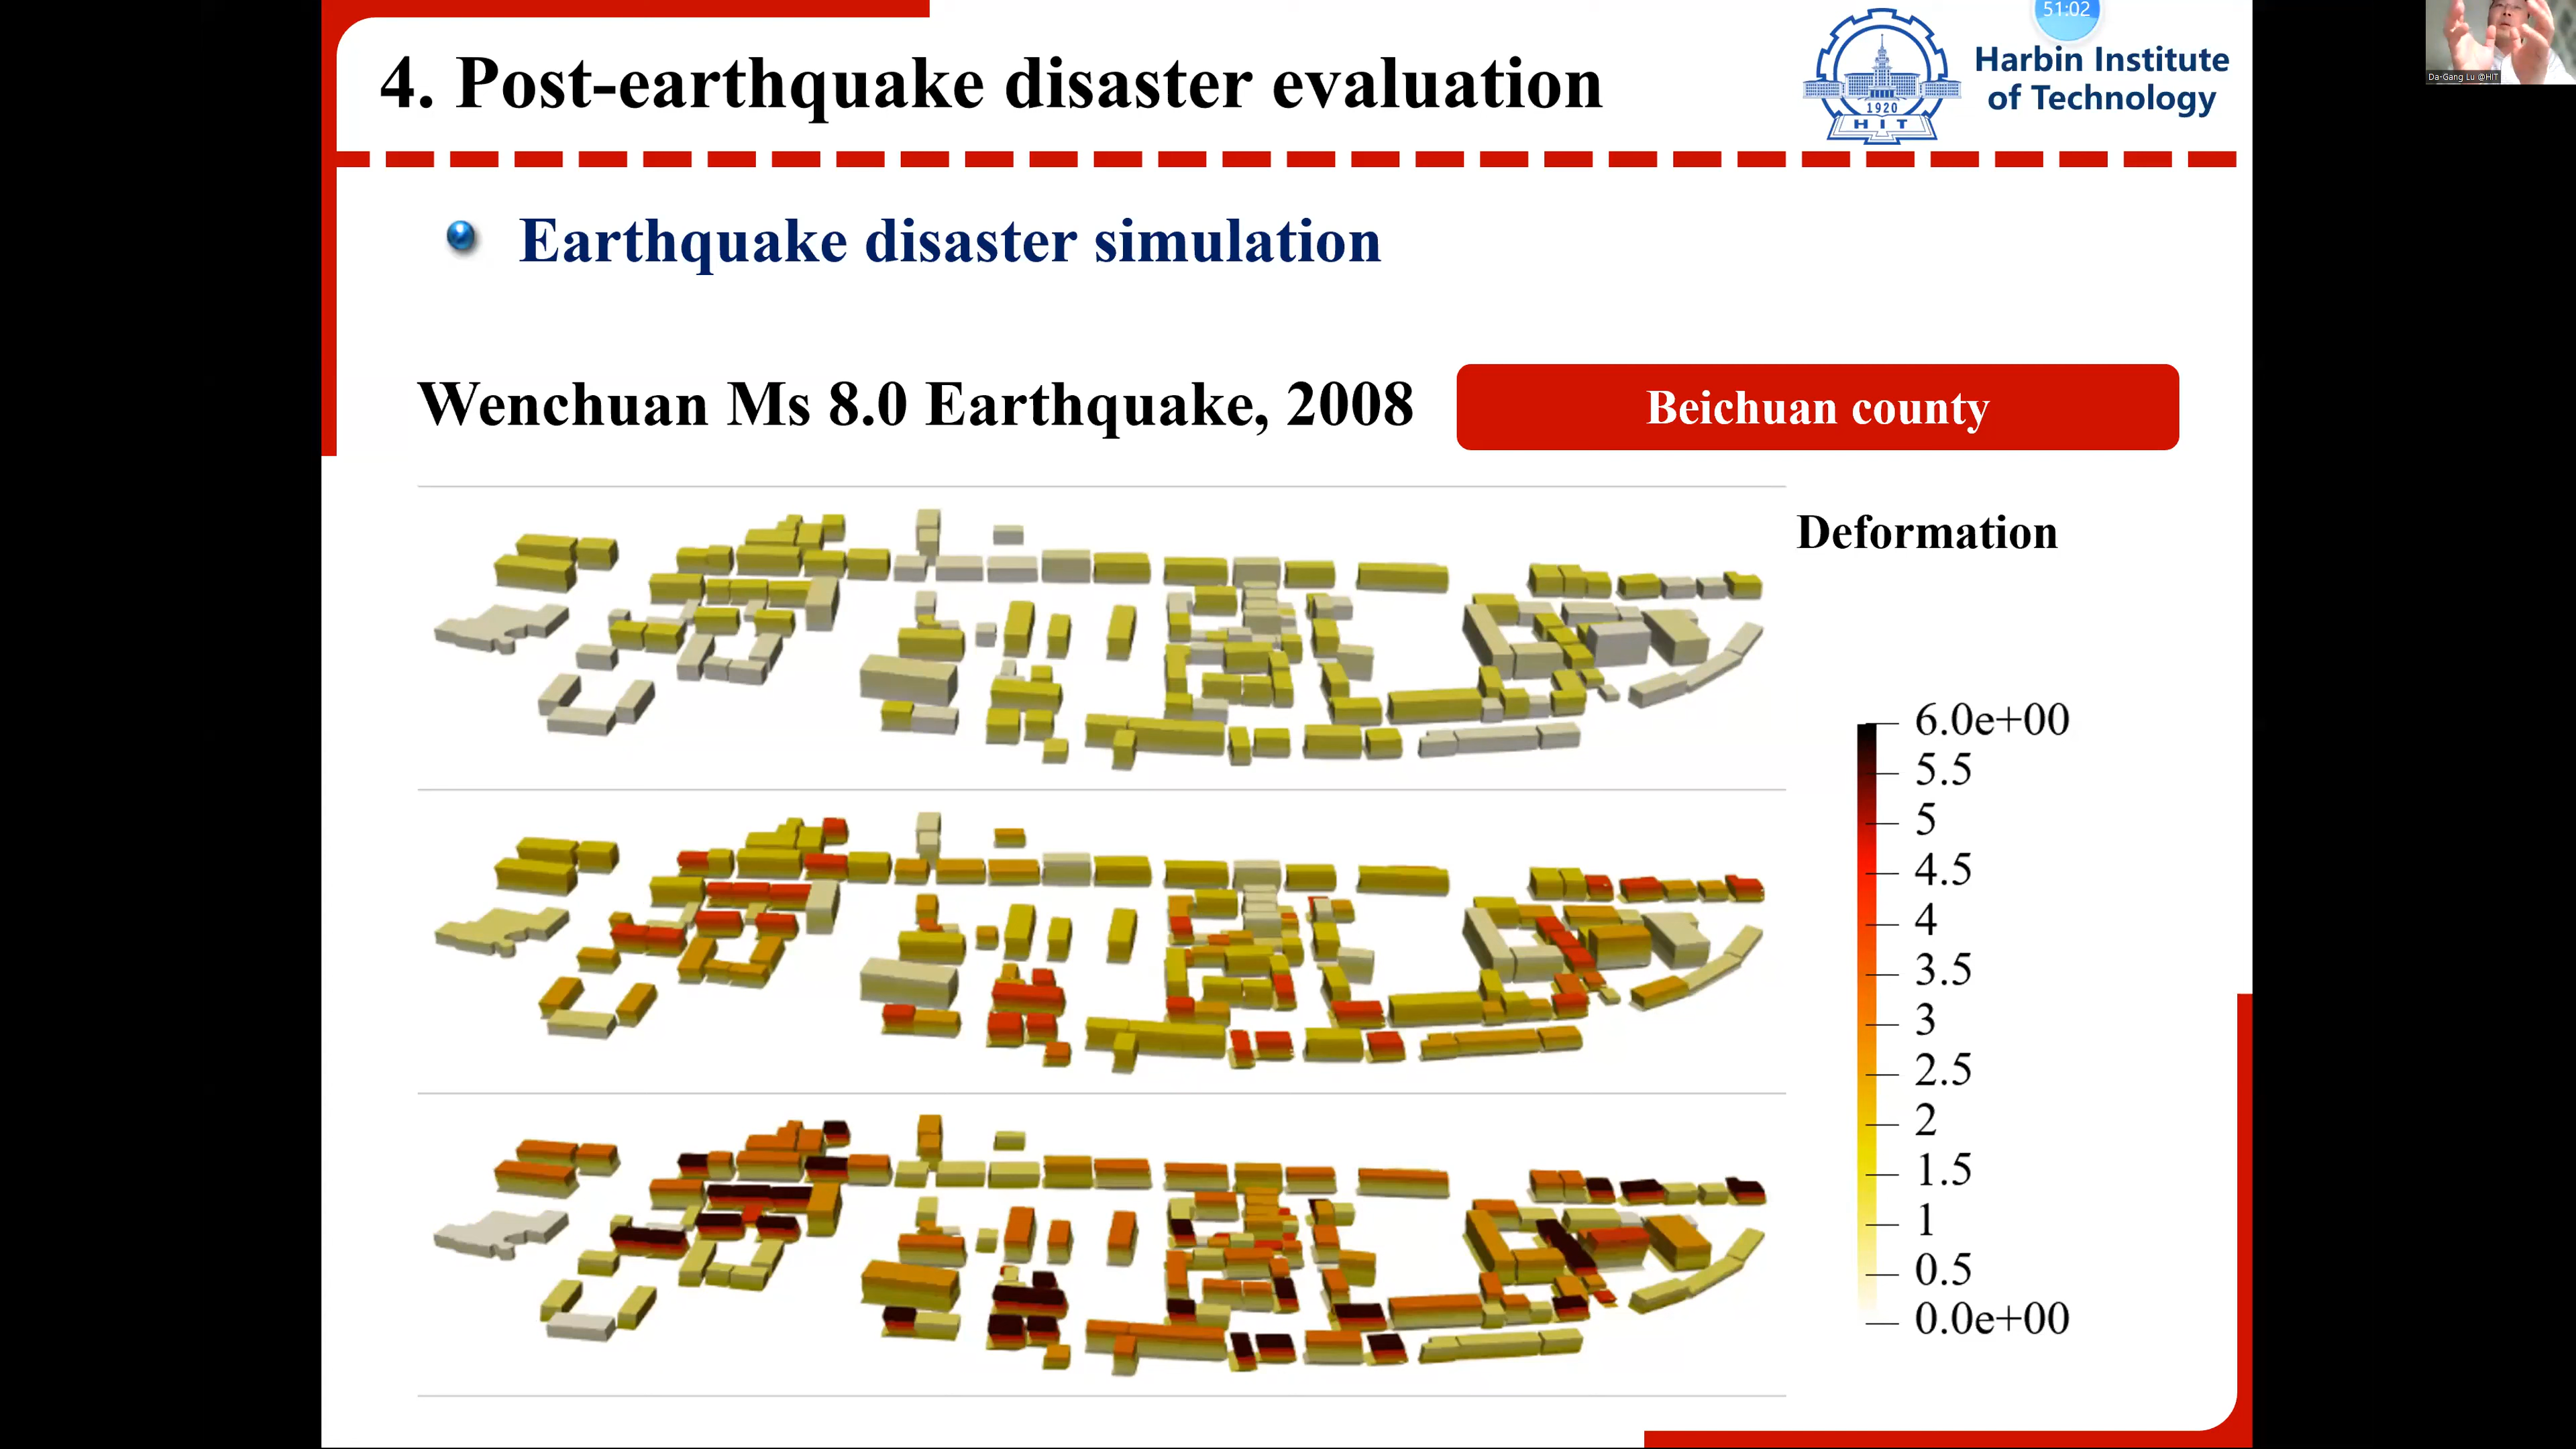 51:02
4. Post-earthquake disaster evaluation
1920
H I T
Harbin Institute
of Technology
Da-Gang Lu @HIT
Earthquake disaster simulation
Wenchuan Ms 8.0 Earthquake, 2008
Beichuan county
Deformation
6.0e+00
5.5
5
4.5
4
3.5
3
2.5
2
1.5
1
0.5
0.0e+00